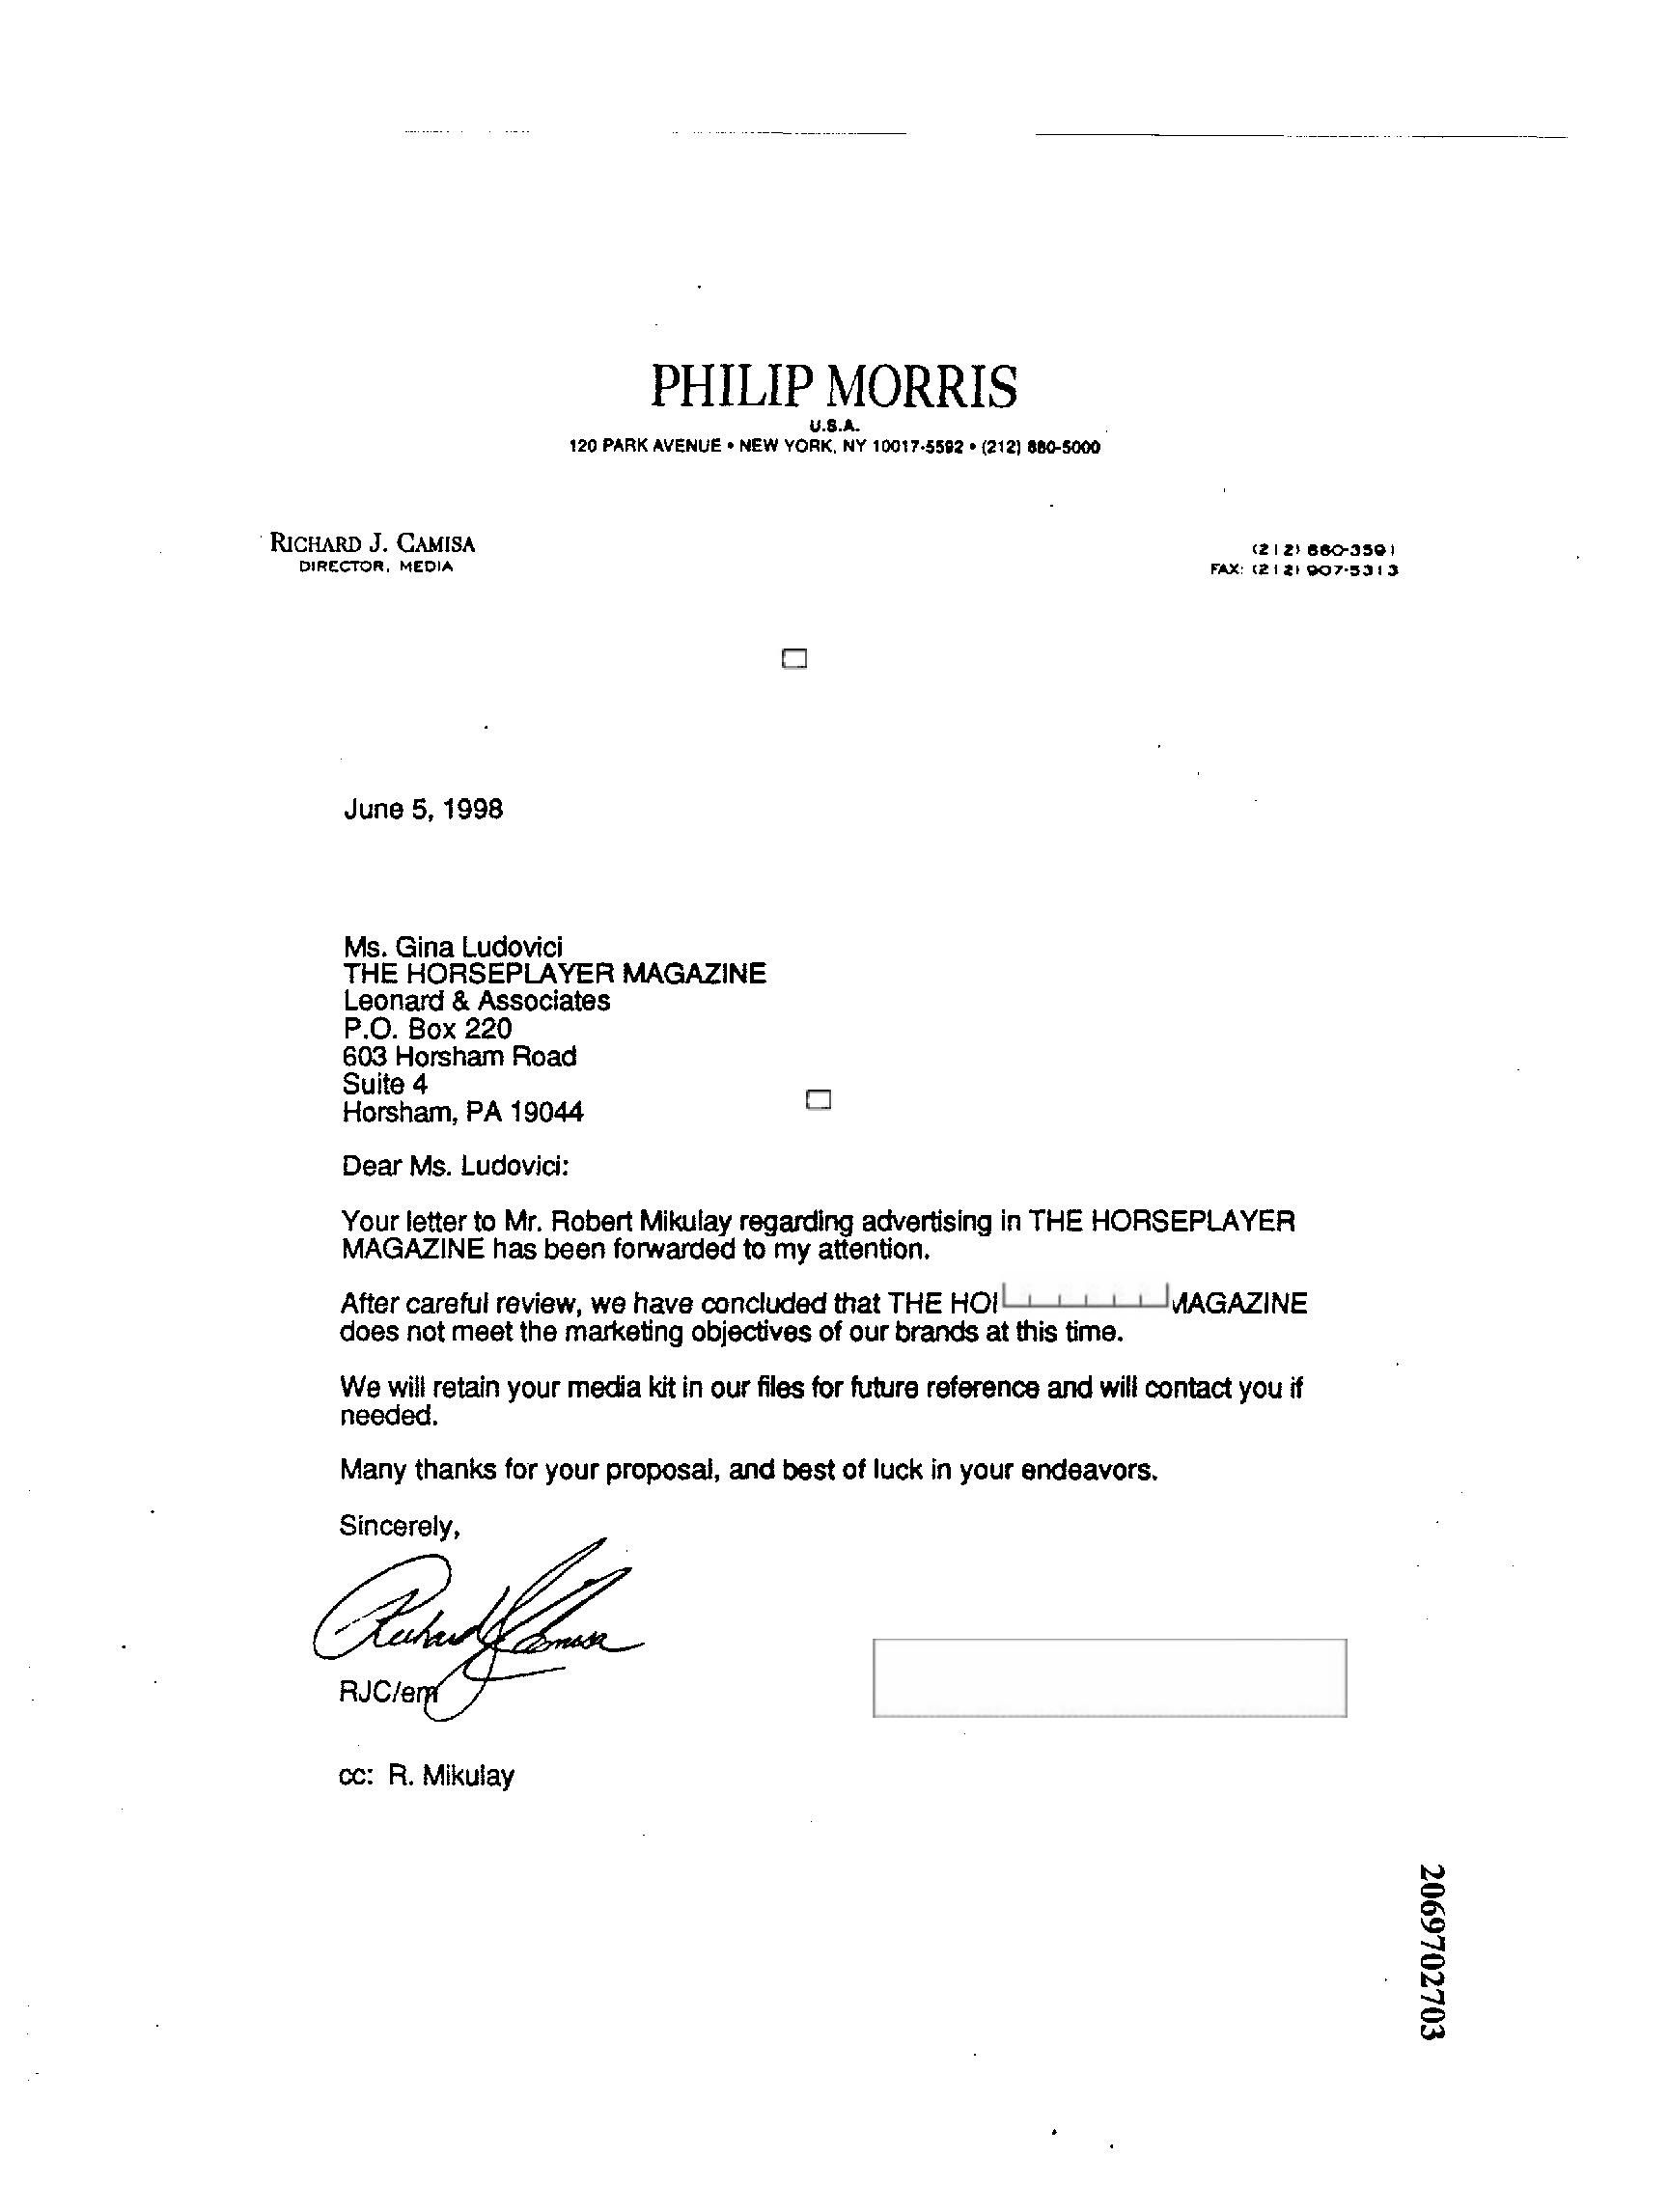 PHILIP MORRIS
U.S.A.
120 PARK AVENUE • NEW YORK, NY 10017-5592 • (212) 880-5000
RICHARD J. CAMISA
DIRECTOR, MEDIA
(212) 880-3591
FAX: (212) 907-5313
June 5, 1998
Ms. Gina Ludovici
THE HORSEPLAYER MAGAZINE
Leonard & Associates
P.O. Box 220
603 Horsham Road
Suite 4
Horsham, PA 19044
Dear Ms. Ludovici:
Your letter to Mr. Robert Mikulay regarding advertising in THE HORSEPLAYER
MAGAZINE has been forwarded to my attention.
After careful review, we have concluded that THE MAGAZINE
does not meet the marketing objectives of our brands at this time.
We will retain your media kit in our files for future reference and will contact you if
needed.
Many thanks for your proposal, and best of luck in your endeavors.
Sincerely,
Richard J Camisa
RJC/em
cc: R. Mikulay
2069702703